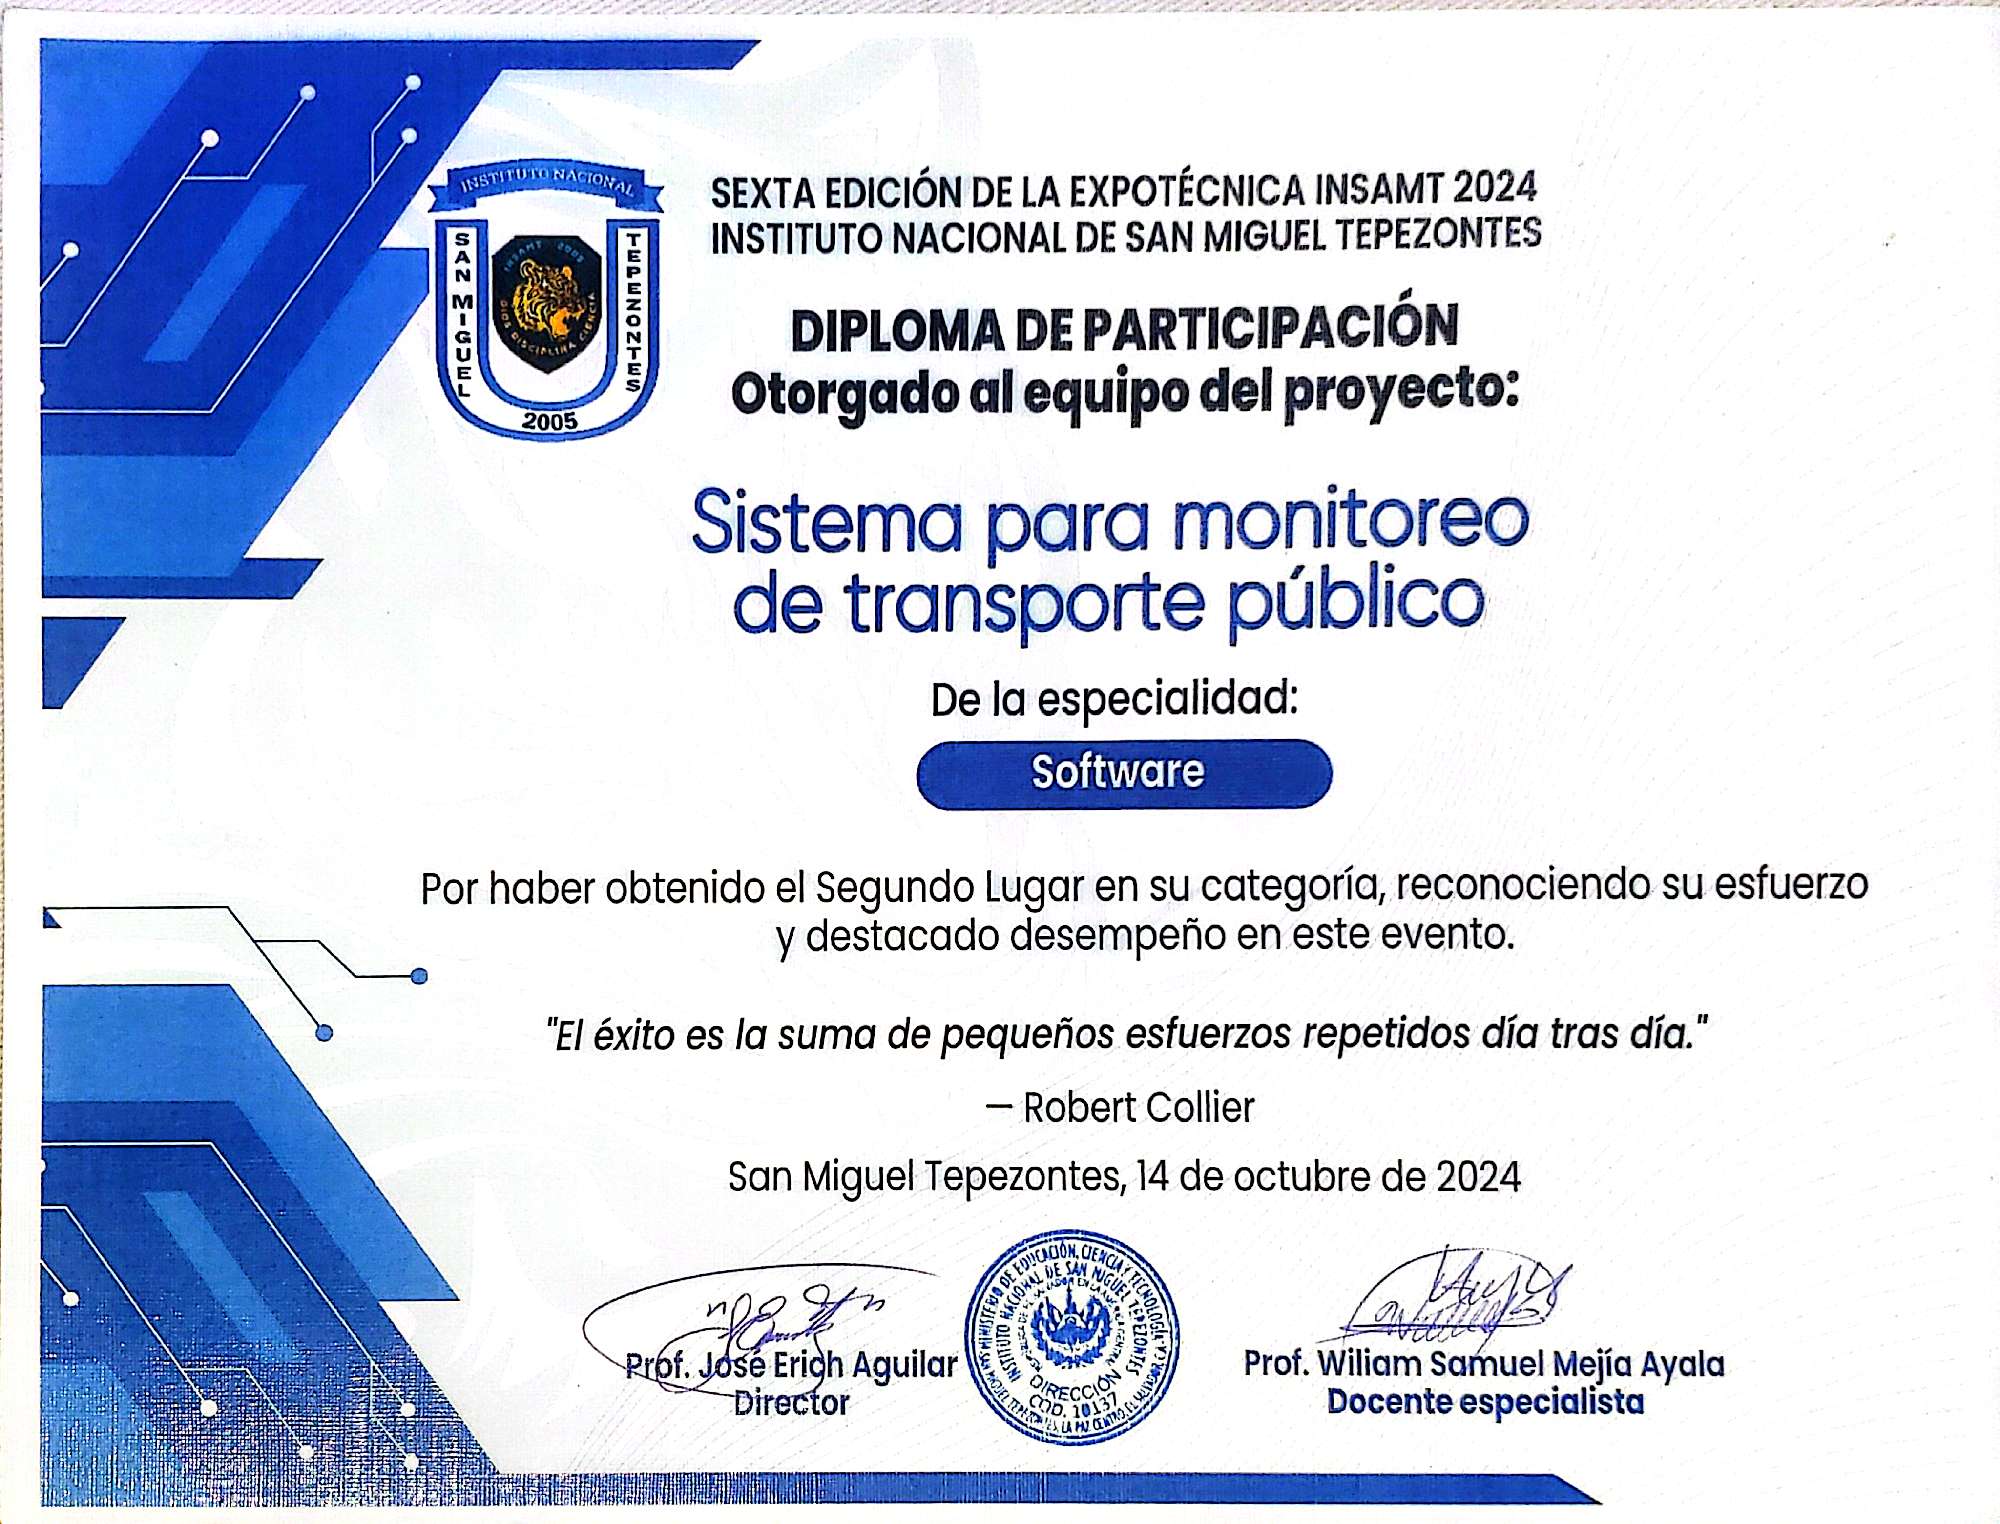 INSTITUTO NACIONAL
SAN MIGUEL
TEPEZONTES
INSAMT 2005
DIOS DISCIPLINA CIENCIA
2005
SEXTA EDICIÓN DE LA EXPOTÉCNICA INSAMT 2024
INSTITUTO NACIONAL DE SAN MIGUEL TEPEZONTES
DIPLOMA DE PARTICIPACIÓN
Otorgado al equipo del proyecto:
Sistema para monitoreo
de transporte público
De la especialidad:
Software
Por haber obtenido el Segundo Lugar en su categoría, reconociendo su esfuerzo
y destacado desempeño en este evento.
"El éxito es la suma de pequeños esfuerzos repetidos día tras día."
— Robert Collier
San Miguel Tepezontes, 14 de octubre de 2024
MINISTERIO DE EDUCACIÓN, CIENCIA Y TECNOLOGÍA
INSTITUTO NACIONAL DE SAN MIGUEL TEPEZONTES
DIRECCIÓN
COD. 10137
Prof. José Erich Aguilar
Director
Prof. Wiliam Samuel Mejía Ayala
Docente especialista